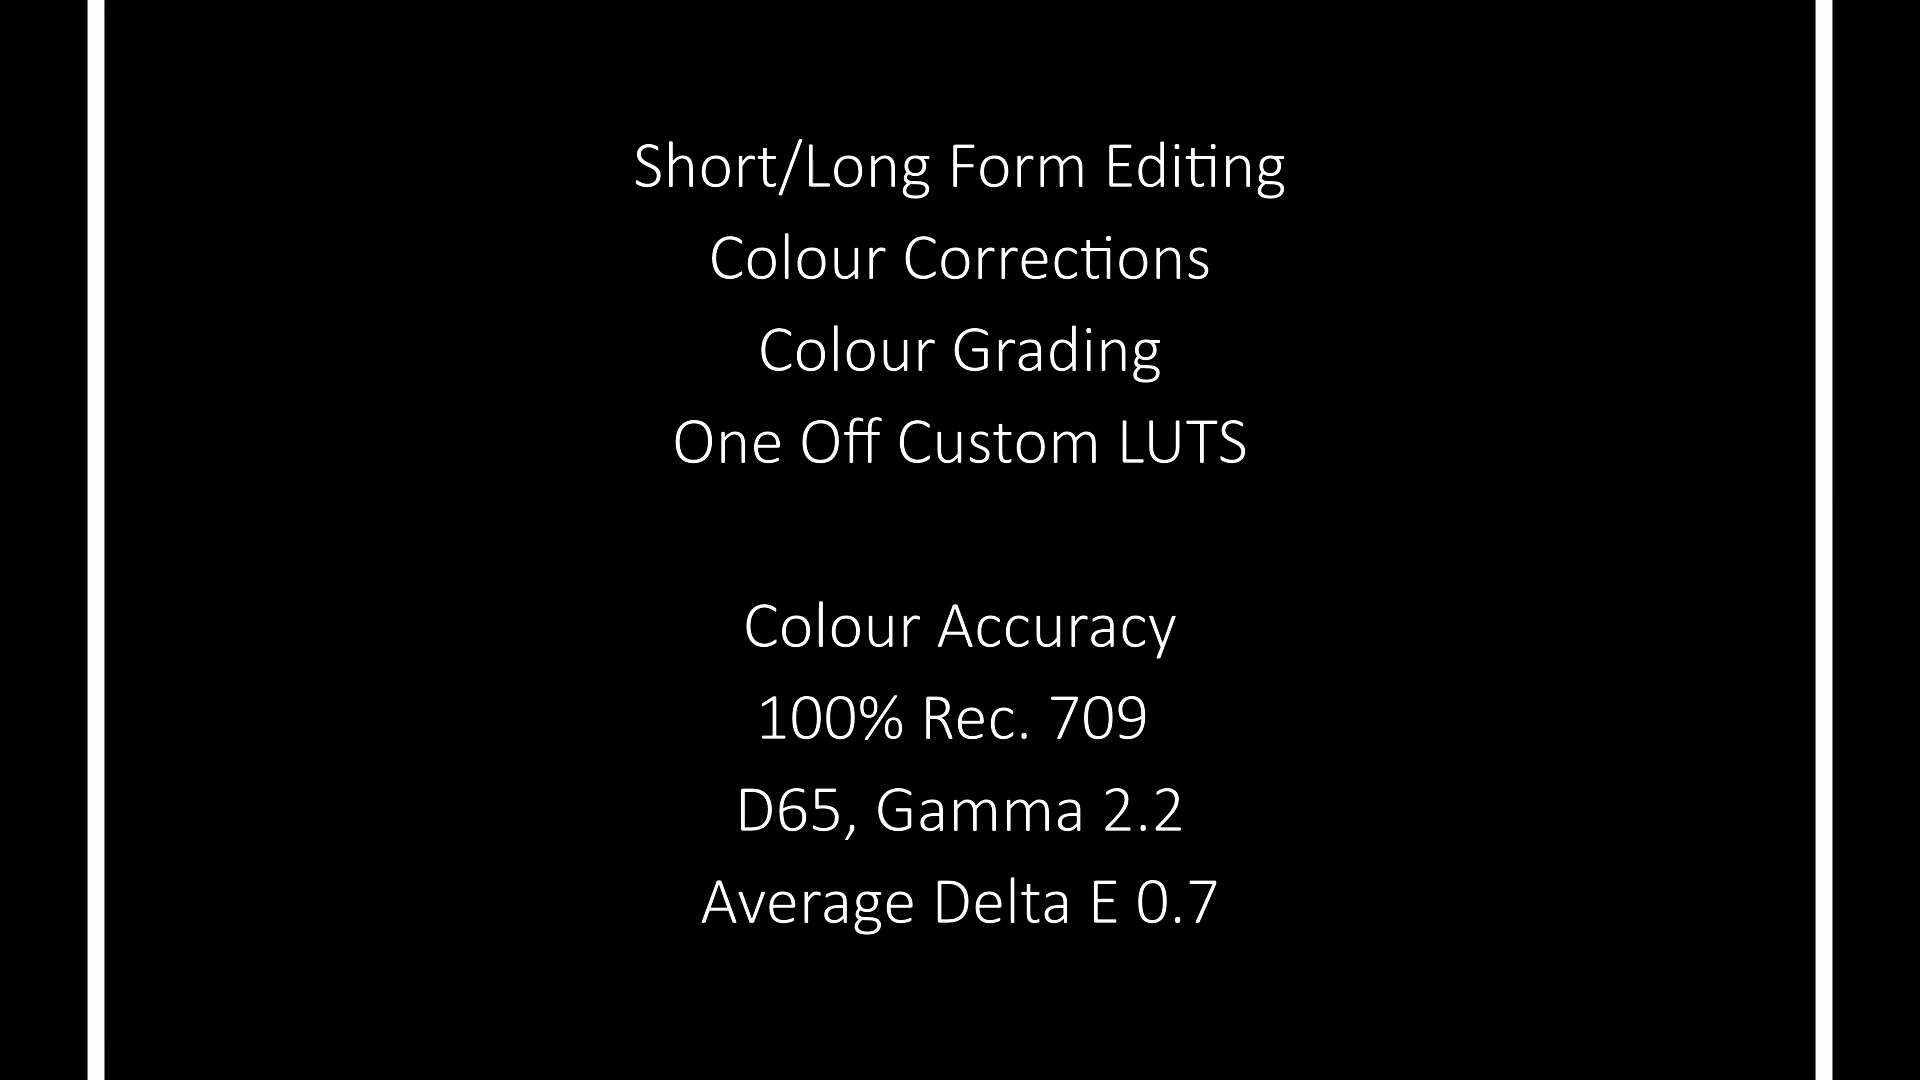 Short/Long Form Editing
Colour Corrections
Colour Grading
One Off Custom LUTS
Colour Accuracy
100% Rec. 709
D65, Gamma 2.2
Average Delta E 0.7